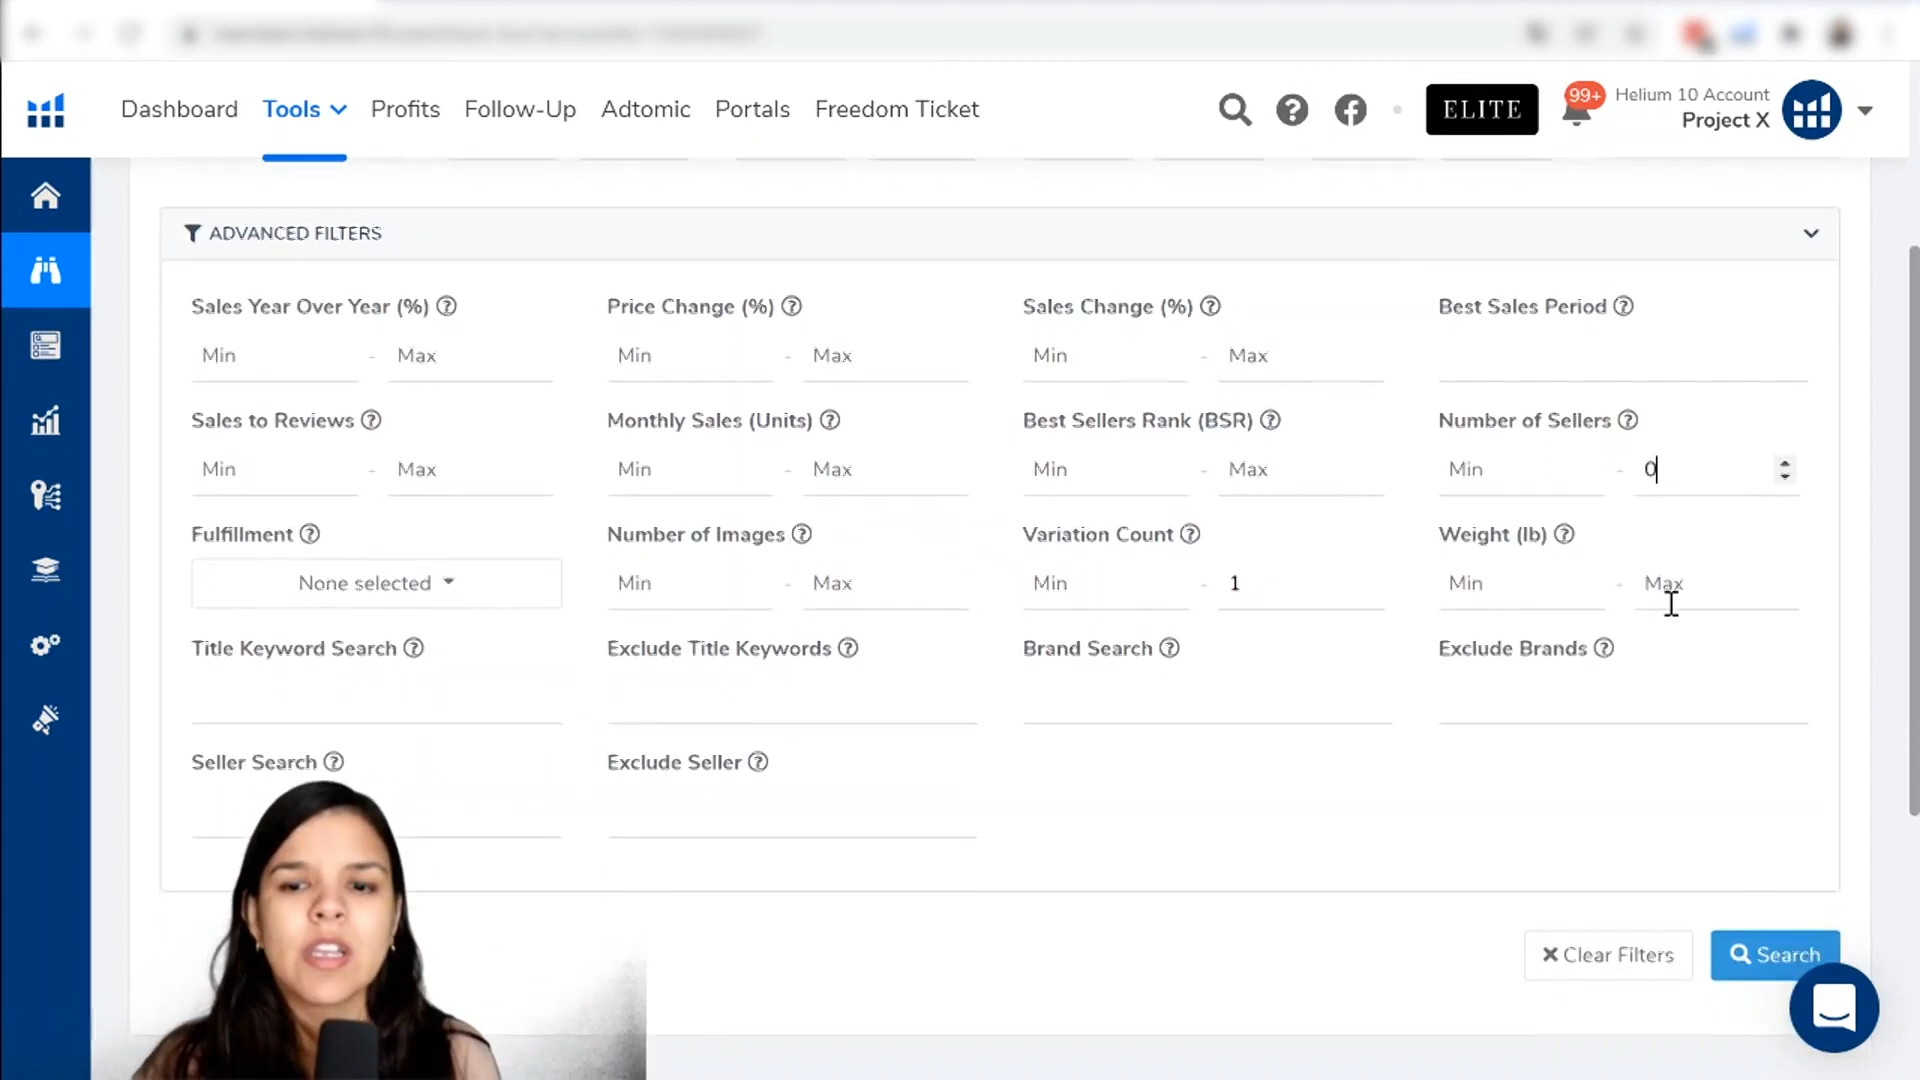 Dashboard Tools Profits Follow-Up Adtomic Portals Freedom Ticket ELITE 99+ Helium 10 Account
Project X
ADVANCED FILTERS
Sales Year Over Year (%) Price Change (%) Sales Change (%) Best Sales Period
Min - Max Min - Max Min - Max
Sales to Reviews Monthly Sales (Units) Best Sellers Rank (BSR) Number of Sellers
Min - Max Min - Max Min - Max Min - 0
Fulfillment Number of Images Variation Count Weight (lb)
None selected Min - Max Min - 1 Min - Max
Title Keyword Search Exclude Title Keywords Brand Search Exclude Brands
Seller Search Exclude Seller
Clear Filters Search